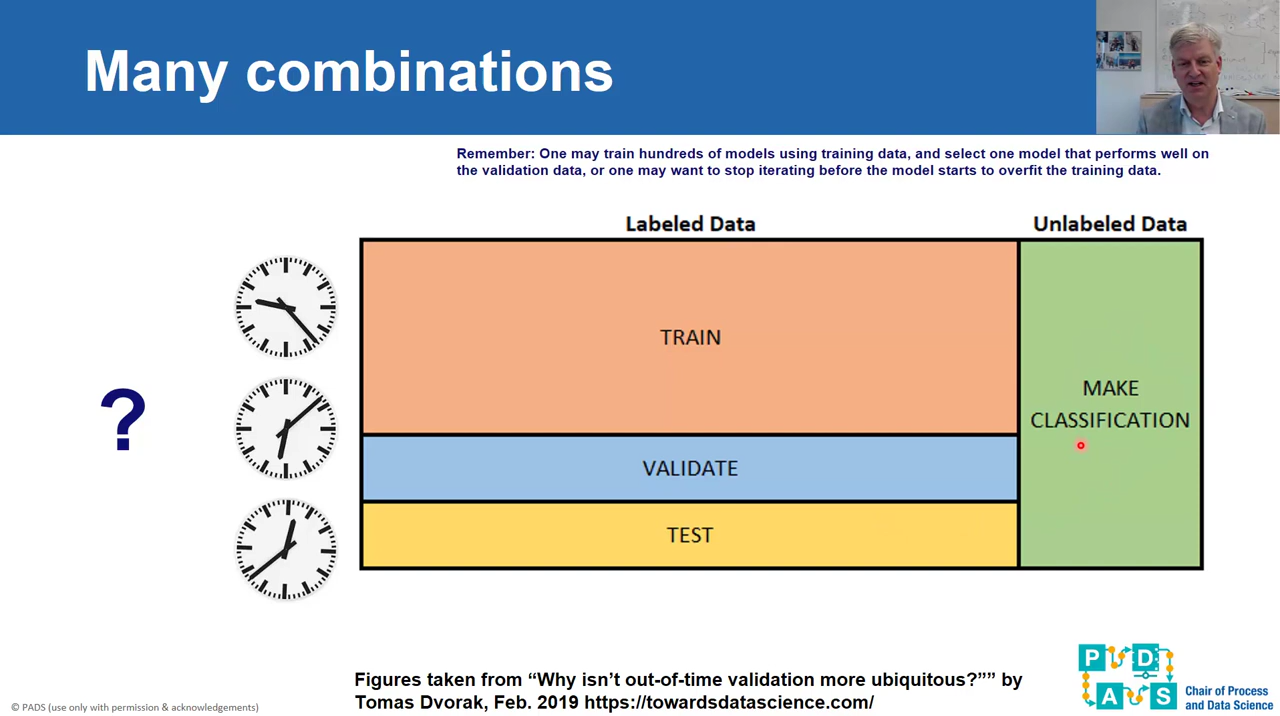 Many combinations
Remember: One may train hundreds of models using training data, and select one model that performs well on
the validation data, or one may want to stop iterating before the model starts to overfit the training data.
Labeled Data
Unlabeled Data
TRAIN
?
MAKE
CLASSIFICATION
VALIDATE
TEST
Figures taken from “Why isn’t out-of-time validation more ubiquitous?”” by
Tomas Dvorak, Feb. 2019 https://towardsdatascience.com/
© PADS (use only with permission & acknowledgements)
P D
A S
Chair of Process
and Data Science